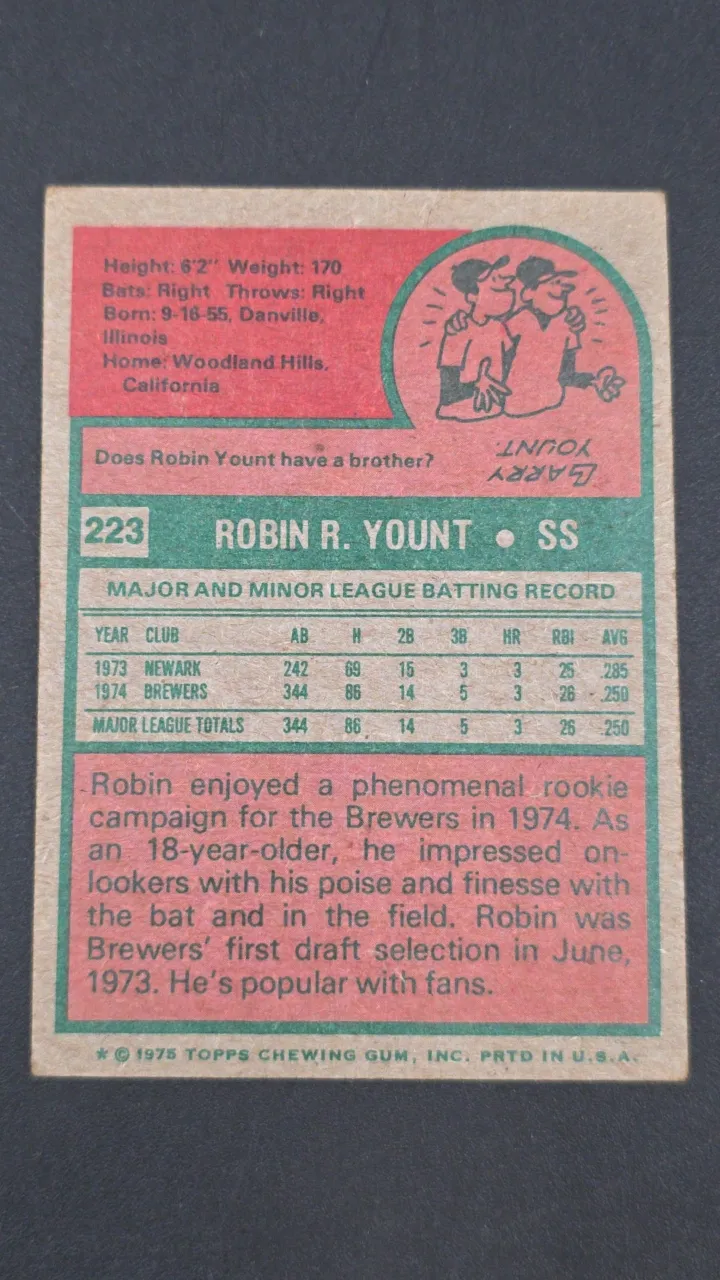 Height: 6'2" Weight: 170
Bats: Right Throws: Right
Born: 9-16-55, Danville,
Illinois
Home: Woodland Hills,
California
Does Robin Yount have a brother?
LARRY
YOUNT.
223 ROBIN R. YOUNT • SS
MAJOR AND MINOR LEAGUE BATTING RECORD
YEAR CLUB AB H 2B 3B HR RBI AVG
1973 NEWARK 242 69 15 3 3 25 .285
1974 BREWERS 344 86 14 5 3 26 .250
MAJOR LEAGUE TOTALS 344 86 14 5 3 26 .250
Robin enjoyed a phenomenal rookie
campaign for the Brewers in 1974. As
an 18-year-older, he impressed on-
lookers with his poise and finesse with
the bat and in the field. Robin was
Brewers' first draft selection in June,
1973. He's popular with fans.
* © 1975 TOPPS CHEWING GUM, INC. PRTD IN U.S.A.